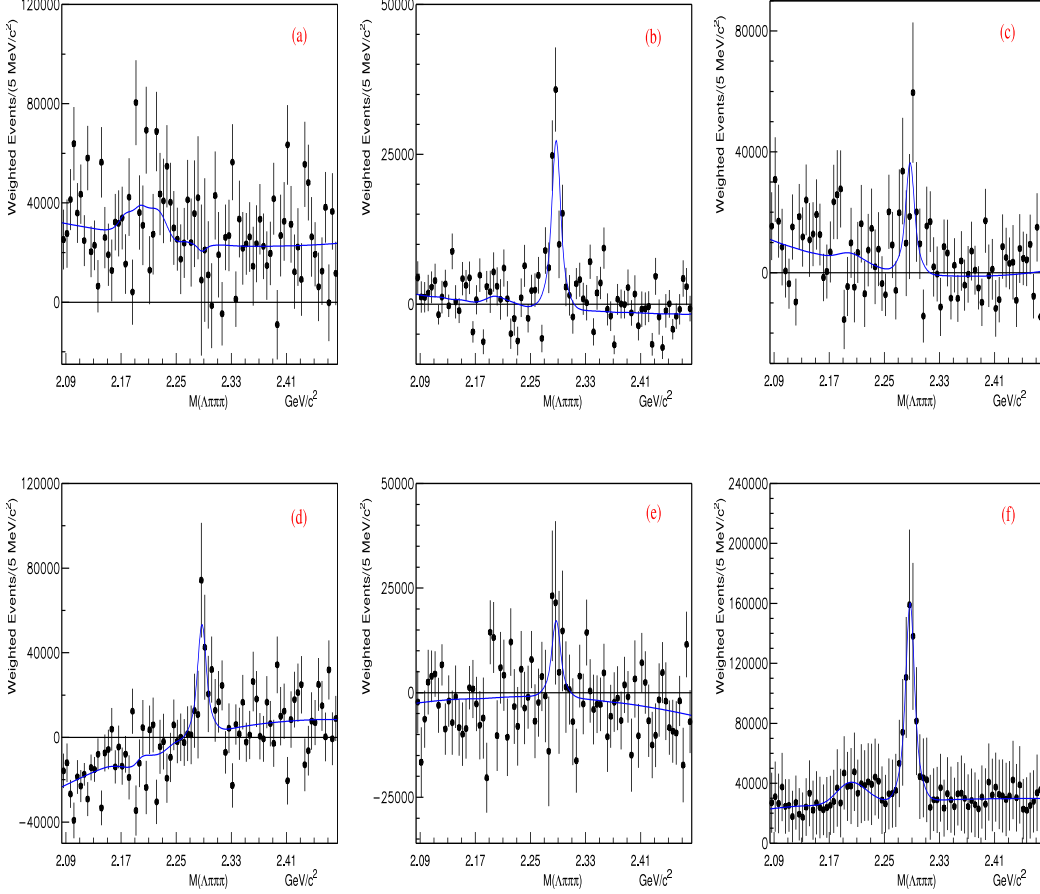 120000
80000
40000
0
Weighted Events/(5 MeV/c²)
(a)
2.09 2.17 2.25 2.33 2.41
M(Λπππ) GeV/c²
50000
25000
0
Weighted Events/(5 MeV/c²)
(b)
2.09 2.17 2.25 2.33 2.41
M(Λπππ) GeV/c²
80000
40000
0
Weighted Events/(5 MeV/c²)
(c)
2.09 2.17 2.25 2.33 2.41
M(Λπππ) GeV/c²
120000
80000
40000
0
−40000
Weighted Events/(5 MeV/c²)
(d)
2.09 2.17 2.25 2.33 2.41
M(Λπππ) GeV/c²
50000
25000
0
−25000
Weighted Events/(5 MeV/c²)
(e)
2.09 2.17 2.25 2.33 2.41
M(Λπππ) GeV/c²
240000
200000
160000
120000
80000
40000
0
Weighted Events/(5 MeV/c²)
(f)
2.09 2.17 2.25 2.33 2.41
M(Λπππ) GeV/c²